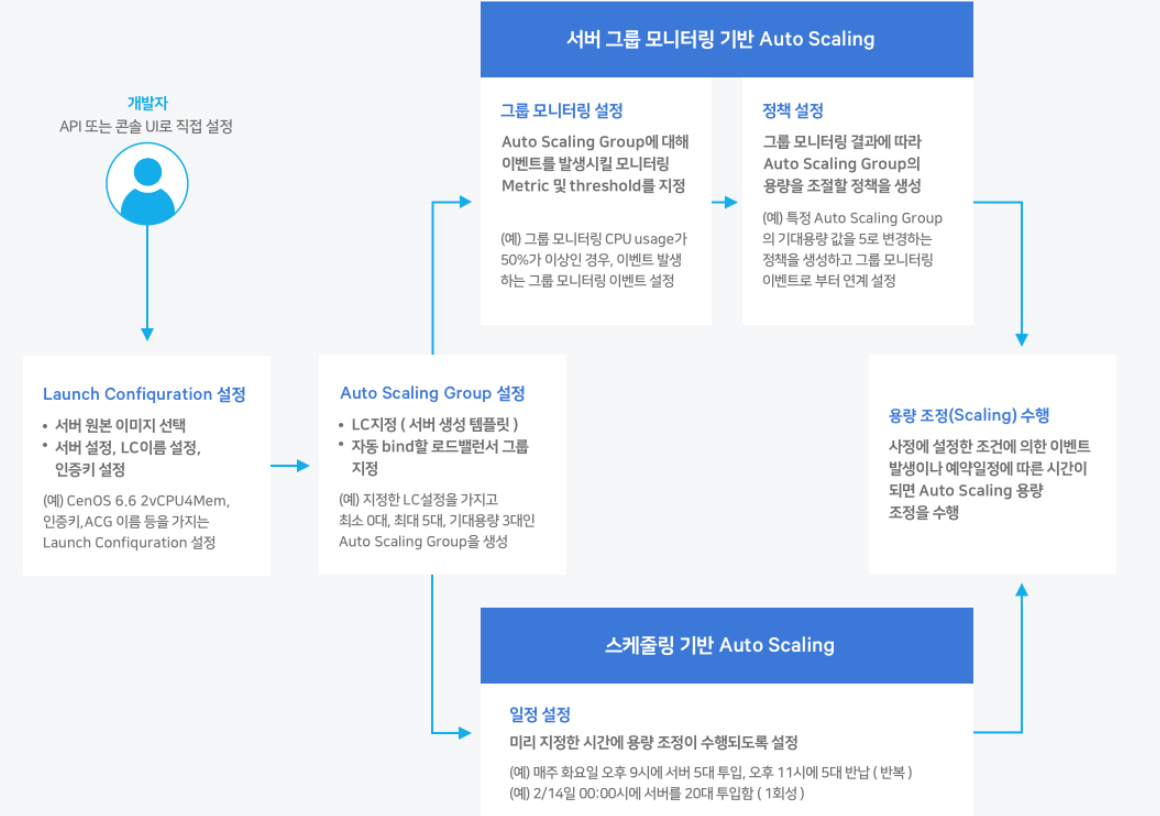 개발자
API 또는 콘솔 UI로 직접 설정
Launch Confiquration 설정
• 서버 원본 이미지 선택
• 서버 설정, LC이름 설정,
인증키 설정
(예) CenOS 6.6 2vCPU4Mem,
인증키,ACG 이름 등을 가지는
Launch Confiquration 설정
Auto Scaling Group 설정
• LC지정 ( 서버 생성 템플릿 )
• 자동 bind할 로드밸런서 그룹
지정
(예) 지정한 LC설정을 가지고
최소 0대, 최대 5대, 기대용량 3대인
Auto Scaling Group을 생성
서버 그룹 모니터링 기반 Auto Scaling
그룹 모니터링 설정
Auto Scaling Group에 대해
이벤트를 발생시킬 모니터링
Metric 및 threshold를 지정
(예) 그룹 모니터링 CPU usage가
50%가 이상인 경우, 이벤트 발생
하는 그룹 모니터링 이벤트 설정
정책 설정
그룹 모니터링 결과에 따라
Auto Scaling Group의
용량을 조절할 정책을 생성
(예) 특정 Auto Scaling Group
의 기대용량 값을 5로 변경하는
정책을 생성하고 그룹 모니터링
이벤트로 부터 연계 설정
스케줄링 기반 Auto Scaling
일정 설정
미리 지정한 시간에 용량 조정이 수행되도록 설정
(예) 매주 화요일 오후 9시에 서버 5대 투입, 오후 11시에 5대 반납 ( 반복 )
(예) 2/14일 00:00시에 서버를 20대 투입함 ( 1회성 )
용량 조정(Scaling) 수행
사정에 설정한 조건에 의한 이벤트
발생이나 예약일정에 따른 시간이
되면 Auto Scaling 용량
조정을 수행